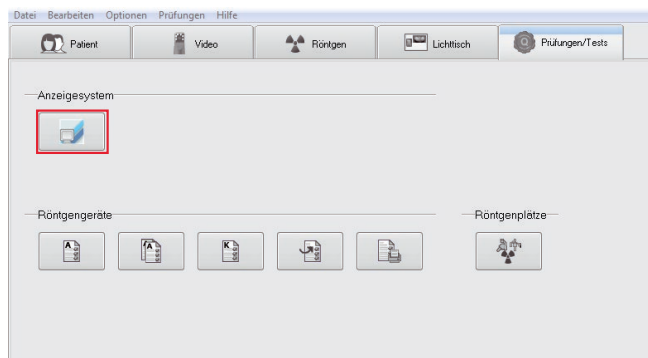 Datei Bearbeiten Optionen Prüfungen Hilfe
Patient Video Röntgen Lichttisch Q Prüfungen/Tests
Anzeigesystem
Röntgengeräte Röntgenplätze
A A K